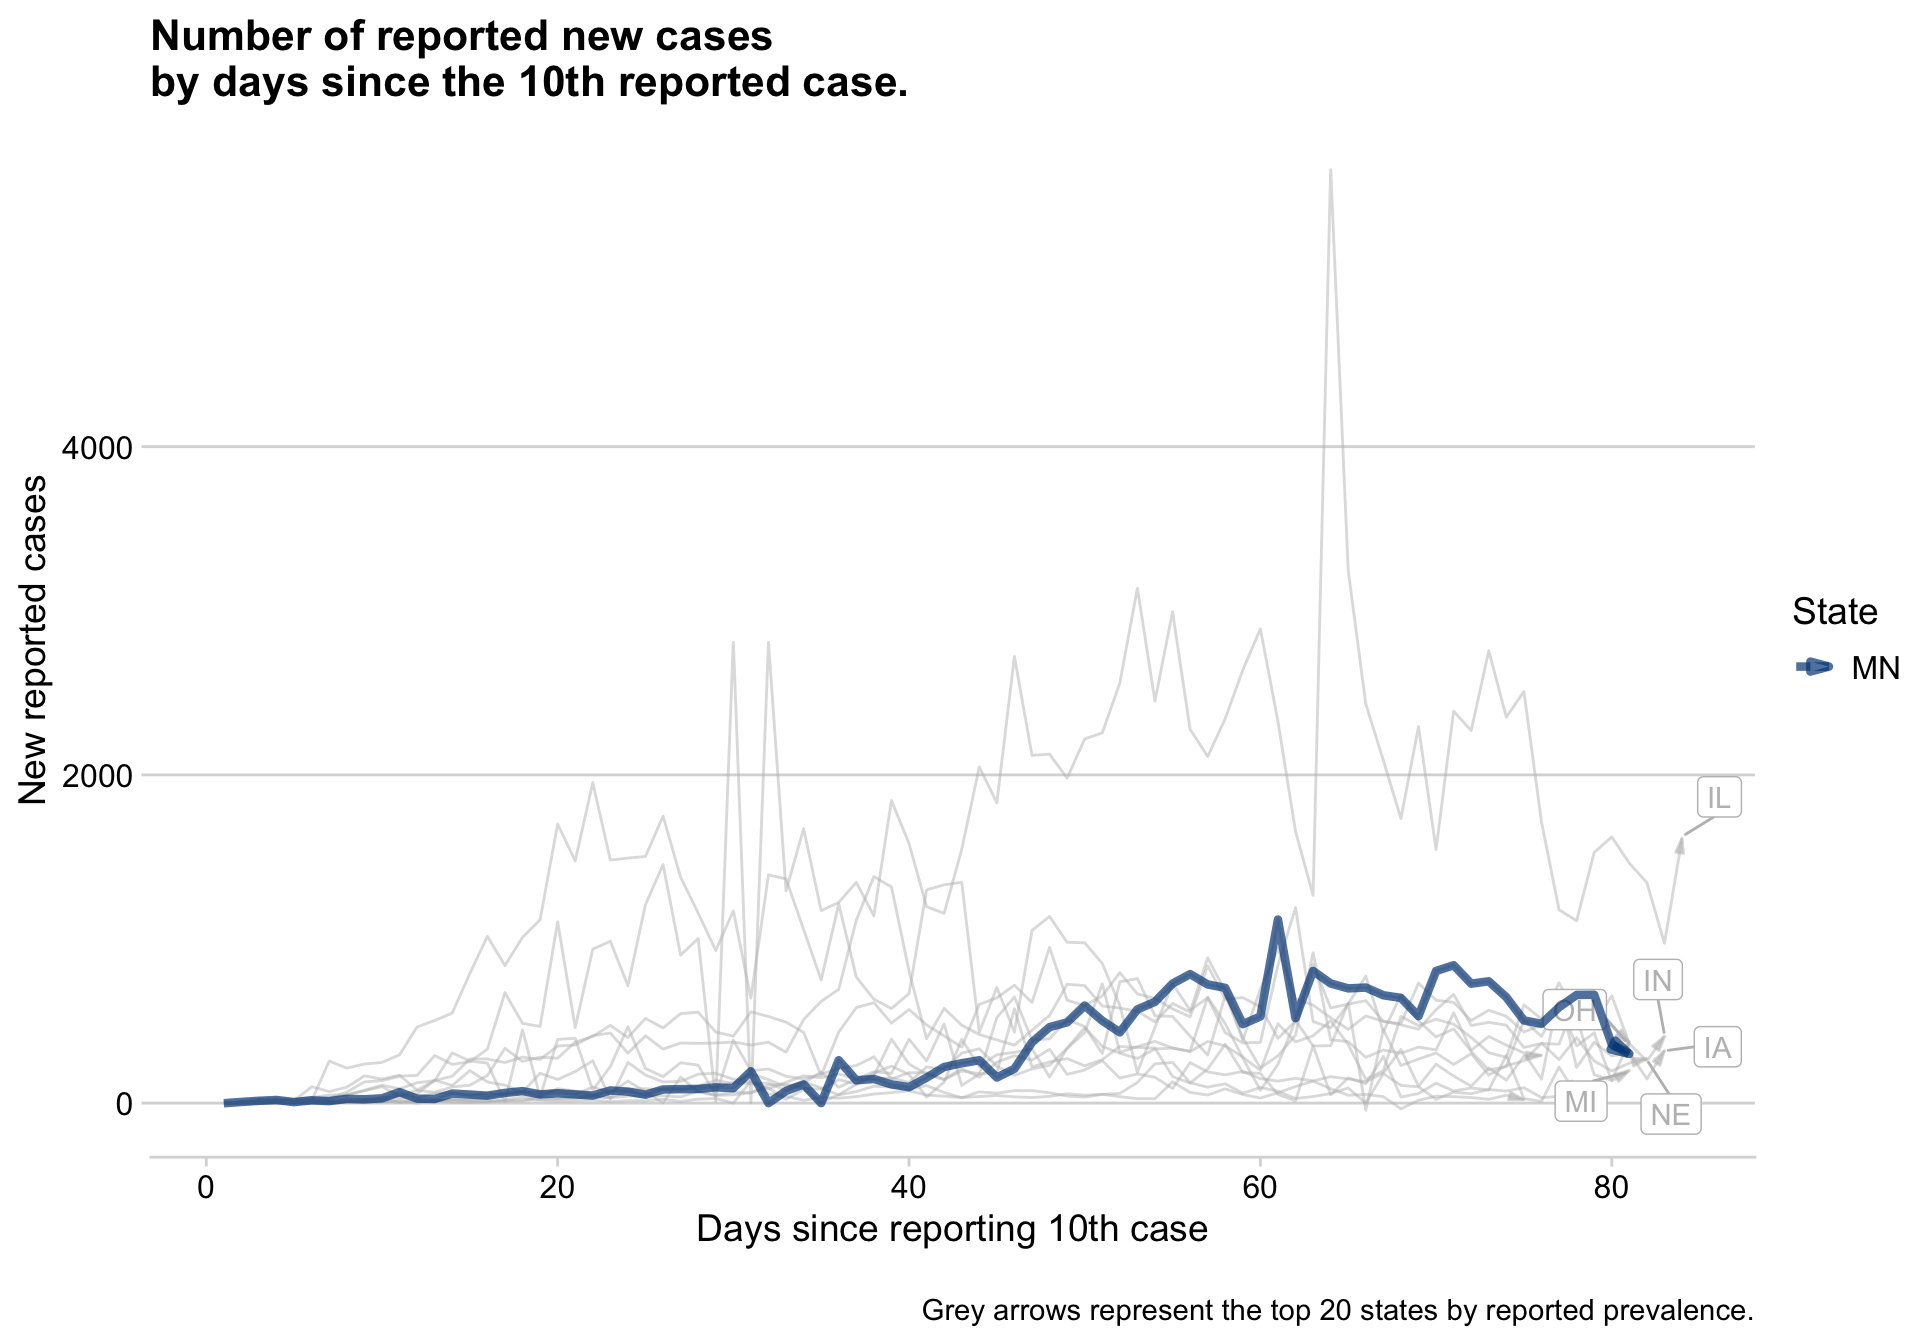 Number of reported new cases
by days since the 10th reported case.
New reported cases
4000
2000
0
IL
IN
OH
IA
MI
NE
0 20 40 60 80
Days since reporting 10th case
State
MN
Grey arrows represent the top 20 states by reported prevalence.